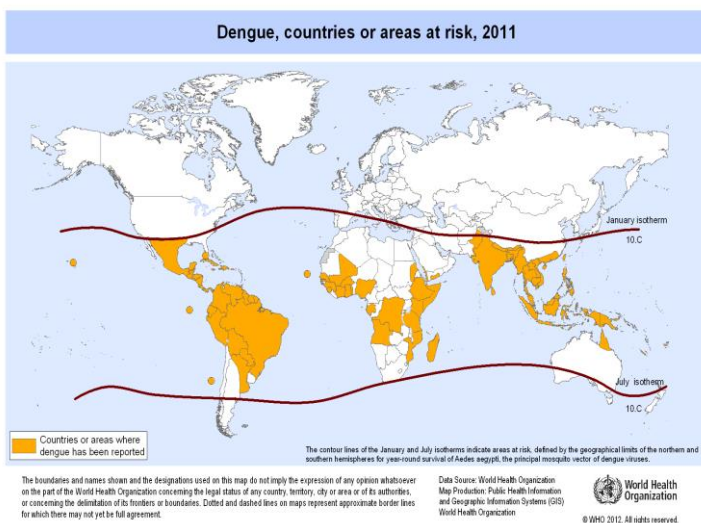 Dengue, countries or areas at risk, 2011
January isotherm
10.C
July isotherm
10.C
Countries or areas where
dengue has been reported
The contour lines of the January and July isotherms indicate areas at risk, defined by the geographical limits of the northern and
southern hemispheres for year-round survival of Aedes aegypti, the principal mosquito vector of dengue viruses.
The boundaries and names shown and the designations used on this map do not imply the expression of any opinion whatsoever
on the part of the World Health Organization concerning the legal status of any country, territory, city or area or of its authorities,
or concerning the delimitation of its frontiers or boundaries. Dotted and dashed lines on maps represent approximate border lines
for which there may not yet be full agreement.
Data Source: World Health Organization
Map Production: Public Health Information
and Geographic Information Systems (GIS)
World Health Organization
World Health
Organization
© WHO 2012. All rights reserved.